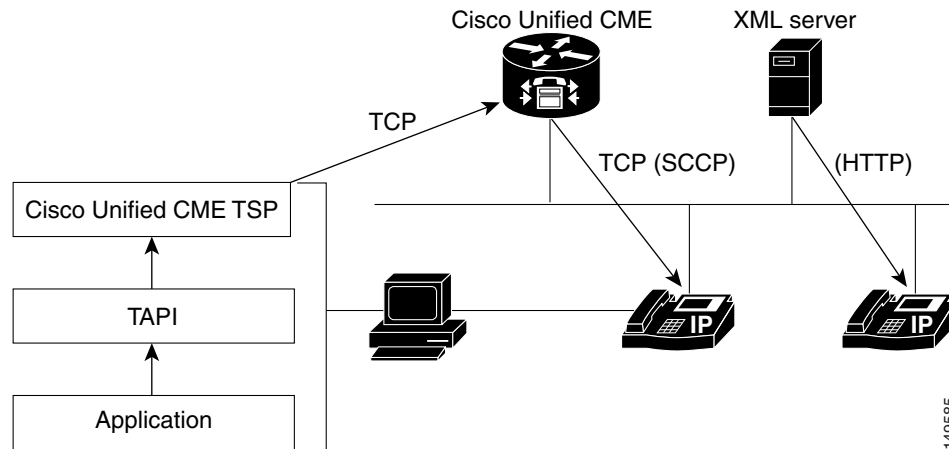 Cisco Unified CME
XML server
TCP
TCP (SCCP)
(HTTP)
Cisco Unified CME TSP
TAPI
IP
IP
Application